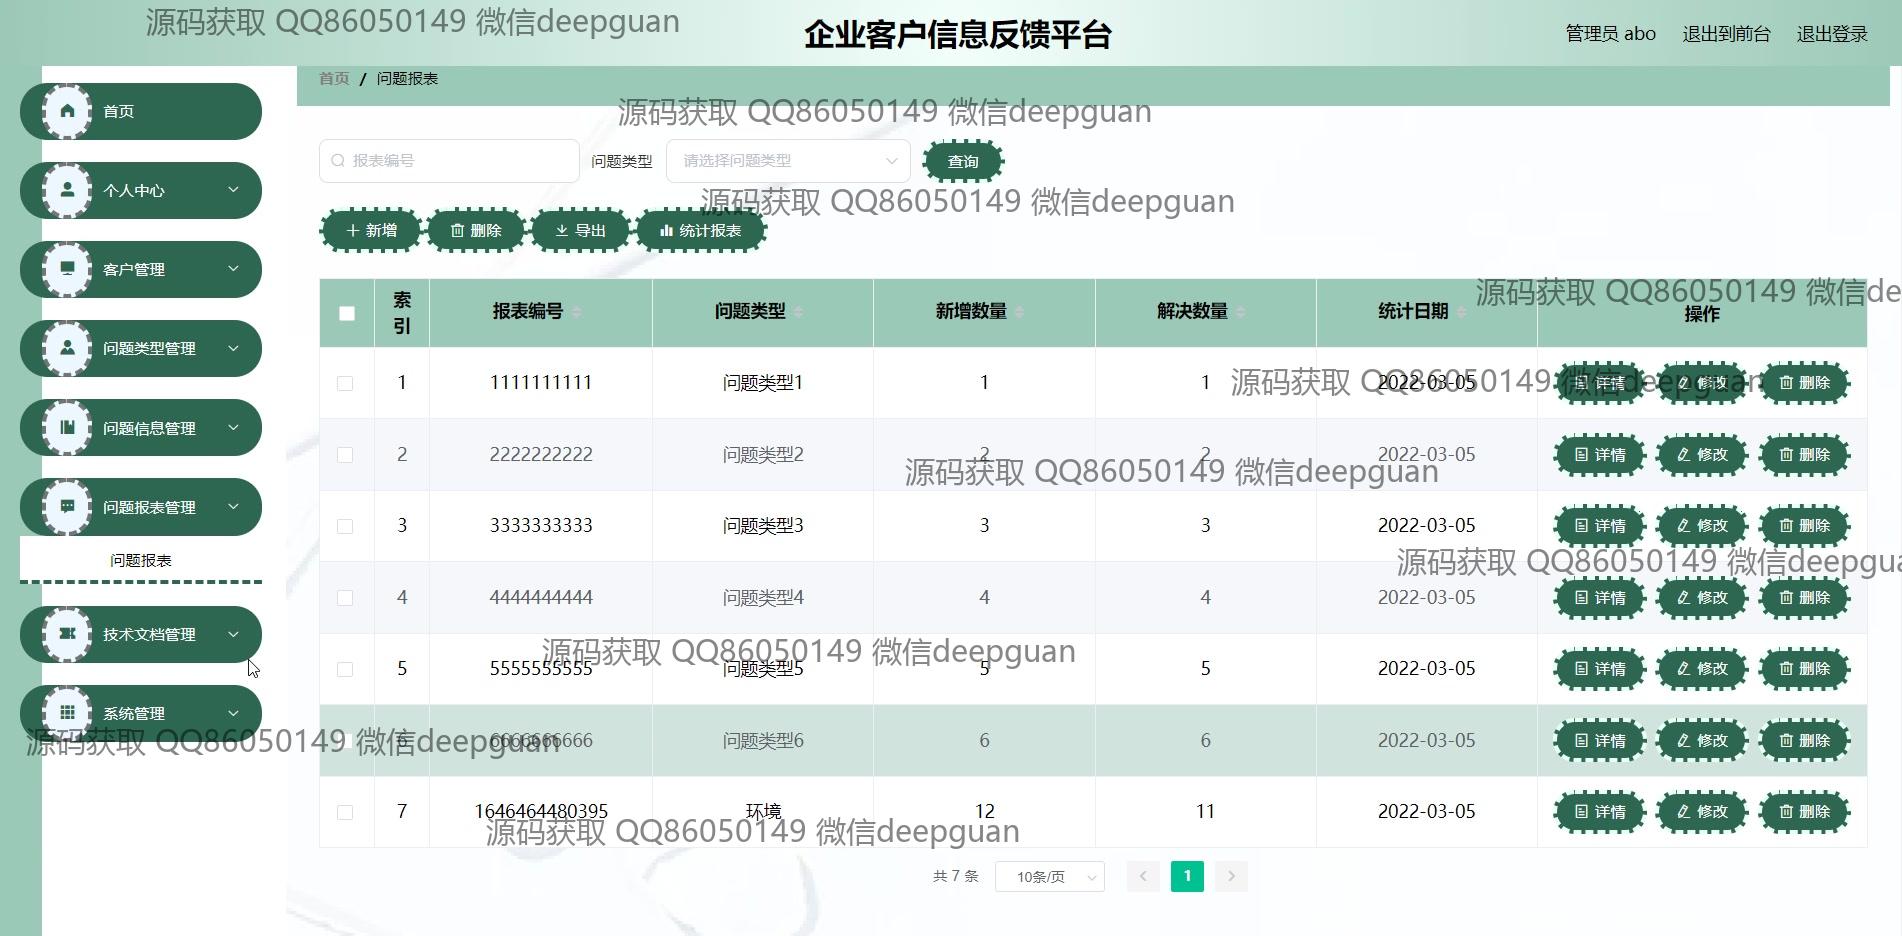 源码获取 QQ86050149 微信deepguan
企业客户信息反馈平台
管理员 abo 退出到前台 退出登录
首页 / 问题报表
源码获取 QQ86050149 微信deepguan
首页
个人中心
客户管理
问题类型管理
问题信息管理
问题报表管理
问题报表
技术文档管理
系统管理
报表编号 问题类型 请选择问题类型 查询
源码获取 QQ86050149 微信deepguan
新增 删除 导出 统计报表
源码获取 QQ86050149 微信de
索引 报表编号 问题类型 新增数量 解决数量 统计日期 操作
1 1111111111 问题类型1 1 1 2022-03-05 详情 修改 删除
源码获取 QQ86050149 微信deepguan
2 2222222222 问题类型2 2 2 2022-03-05 详情 修改 删除
源码获取 QQ86050149 微信deepguan
3 3333333333 问题类型3 3 3 2022-03-05 详情 修改 删除
源码获取 QQ86050149 微信deepgua
4 4444444444 问题类型4 4 4 2022-03-05 详情 修改 删除
源码获取 QQ86050149 微信deepguan
5 5555555555 问题类型5 5 5 2022-03-05 详情 修改 删除
6 6666666666 问题类型6 6 6 2022-03-05 详情 修改 删除
源码获取 QQ86050149 微信deepguan
7 1646464480395 环境 12 11 2022-03-05 详情 修改 删除
源码获取 QQ86050149 微信deepguan
共 7 条 10条/页 1